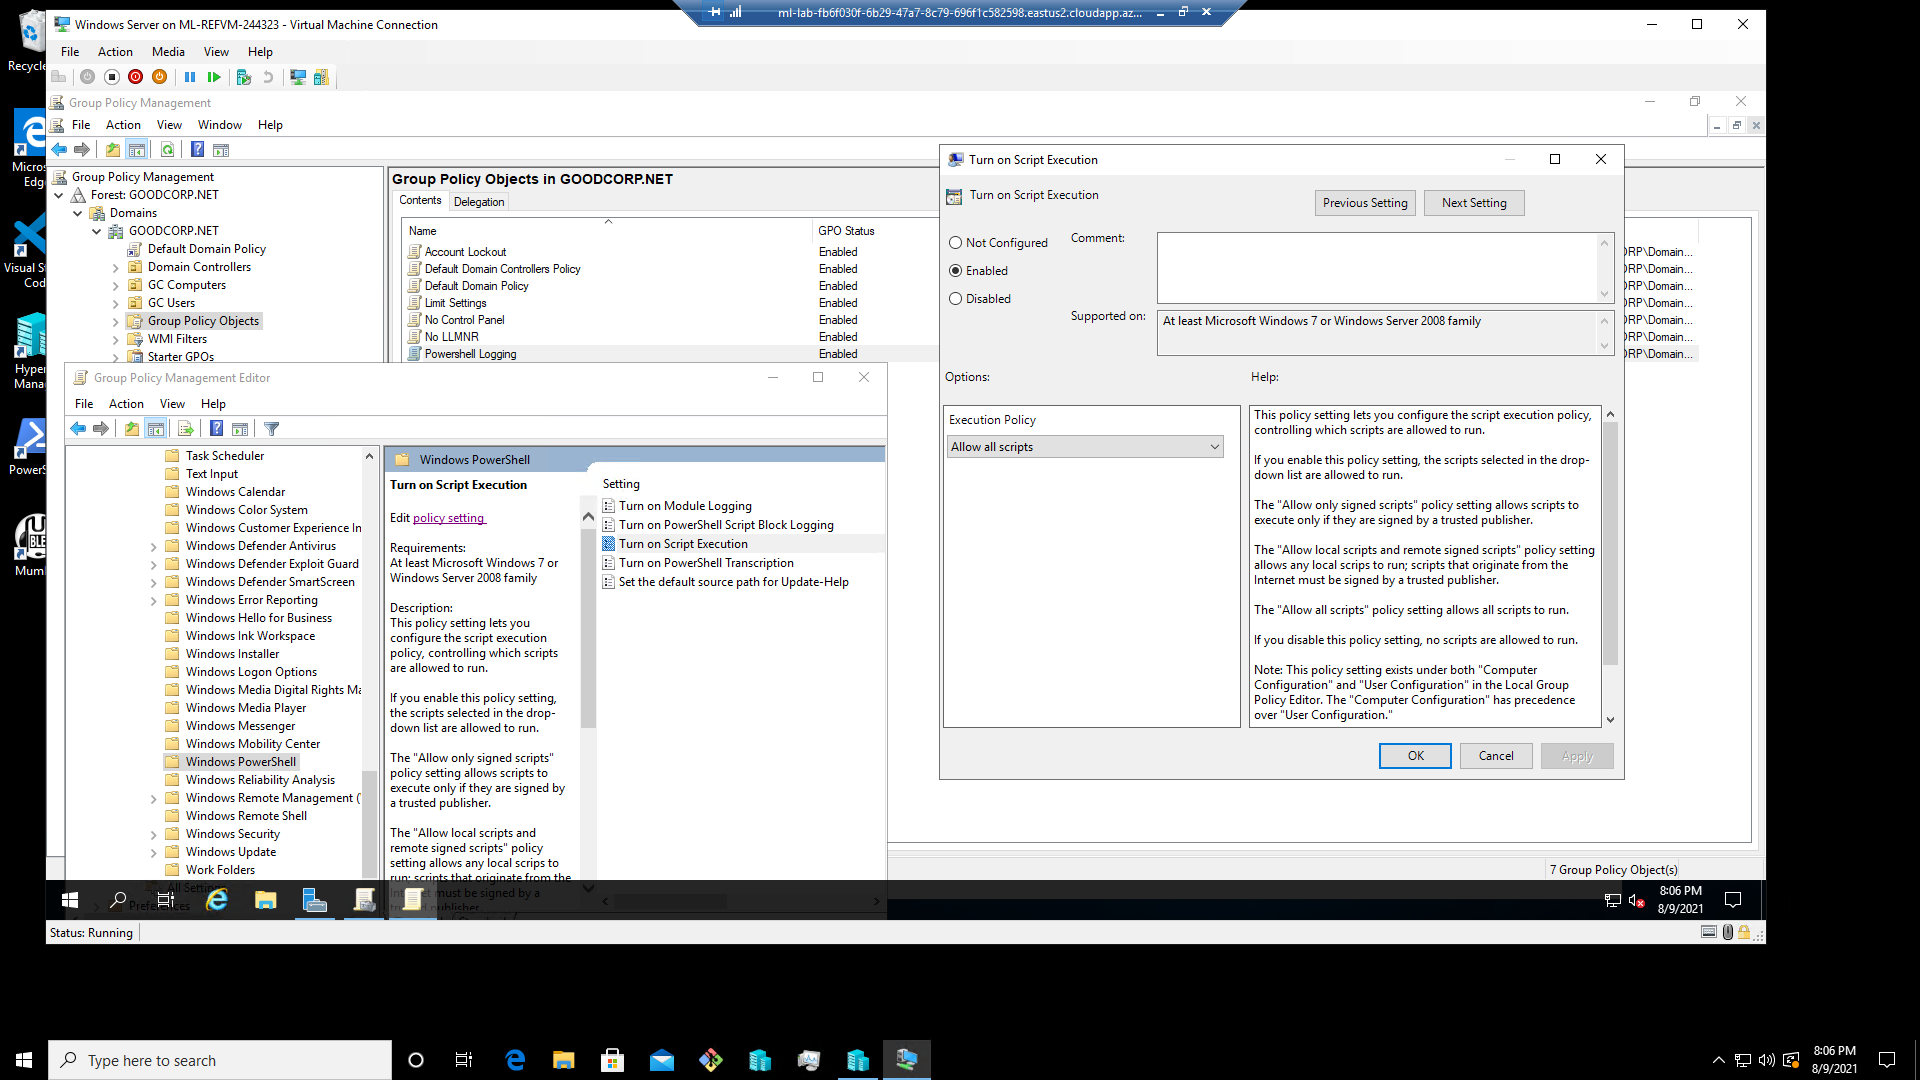 ml-lab-fb6f030f-6b29-47a7-8c79-696f1c582598.eastus2.cloudapp.az...
Recycle
Micros
Edg
Visual St
Cod
Hyper
Mana
PowerS
Muml
Windows Server on ML-REFVM-244323 - Virtual Machine Connection
File Action Media View Help
Group Policy Management
File Action View Window Help
Group Policy Management
Forest: GOODCORP.NET
Domains
GOODCORP.NET
Default Domain Policy
Domain Controllers
GC Computers
GC Users
Group Policy Objects
WMI Filters
Starter GPOs
Group Policy Objects in GOODCORP.NET
Contents Delegation
Name GPO Status
Account Lockout Enabled
Default Domain Controllers Policy Enabled
Default Domain Policy Enabled
Limit Settings Enabled
No Control Panel Enabled
No LLMNR Enabled
Powershell Logging Enabled
ORP\Domain...
ORP\Domain...
ORP\Domain...
ORP\Domain...
ORP\Domain...
ORP\Domain...
ORP\Domain...
7 Group Policy Object(s)
Group Policy Management Editor
File Action View Help
Task Scheduler
Text Input
Windows Calendar
Windows Color System
Windows Customer Experience In
Windows Defender Antivirus
Windows Defender Exploit Guard
Windows Defender SmartScreen
Windows Error Reporting
Windows Hello for Business
Windows Ink Workspace
Windows Installer
Windows Logon Options
Windows Media Digital Rights Ma
Windows Media Player
Windows Messenger
Windows Mobility Center
Windows PowerShell
Windows Reliability Analysis
Windows Remote Management (
Windows Remote Shell
Windows Security
Windows Update
Work Folders
All Settings
Preferences
Windows PowerShell
Turn on Script Execution
Edit policy setting
Requirements:
At least Microsoft Windows 7 or
Windows Server 2008 family
Description:
This policy setting lets you
configure the script execution
policy, controlling which scripts
are allowed to run.
If you enable this policy setting,
the scripts selected in the drop-
down list are allowed to run.
The "Allow only signed scripts"
policy setting allows scripts to
execute only if they are signed by
a trusted publisher.
The "Allow local scripts and
remote signed scripts" policy
setting allows any local scrips to
run; scripts that originate from the
Internet must be signed by a
trusted publisher.
Setting
Turn on Module Logging
Turn on PowerShell Script Block Logging
Turn on Script Execution
Turn on PowerShell Transcription
Set the default source path for Update-Help
Turn on Script Execution
Turn on Script Execution
Previous Setting Next Setting
Not Configured
Enabled
Disabled
Comment:
Supported on:
At least Microsoft Windows 7 or Windows Server 2008 family
Options:
Help:
Execution Policy
Allow all scripts
This policy setting lets you configure the script execution policy,
controlling which scripts are allowed to run.
If you enable this policy setting, the scripts selected in the drop-
down list are allowed to run.
The "Allow only signed scripts" policy setting allows scripts to
execute only if they are signed by a trusted publisher.
The "Allow local scripts and remote signed scripts" policy setting
allows any local scrips to run; scripts that originate from the
Internet must be signed by a trusted publisher.
The "Allow all scripts" policy setting allows all scripts to run.
If you disable this policy setting, no scripts are allowed to run.
Note: This policy setting exists under both "Computer
Configuration" and "User Configuration" in the Local Group
Policy Editor. The "Computer Configuration" has precedence
over "User Configuration."
OK Cancel Apply
8:06 PM
8/9/2021
Status: Running
Type here to search
8:06 PM
8/9/2021